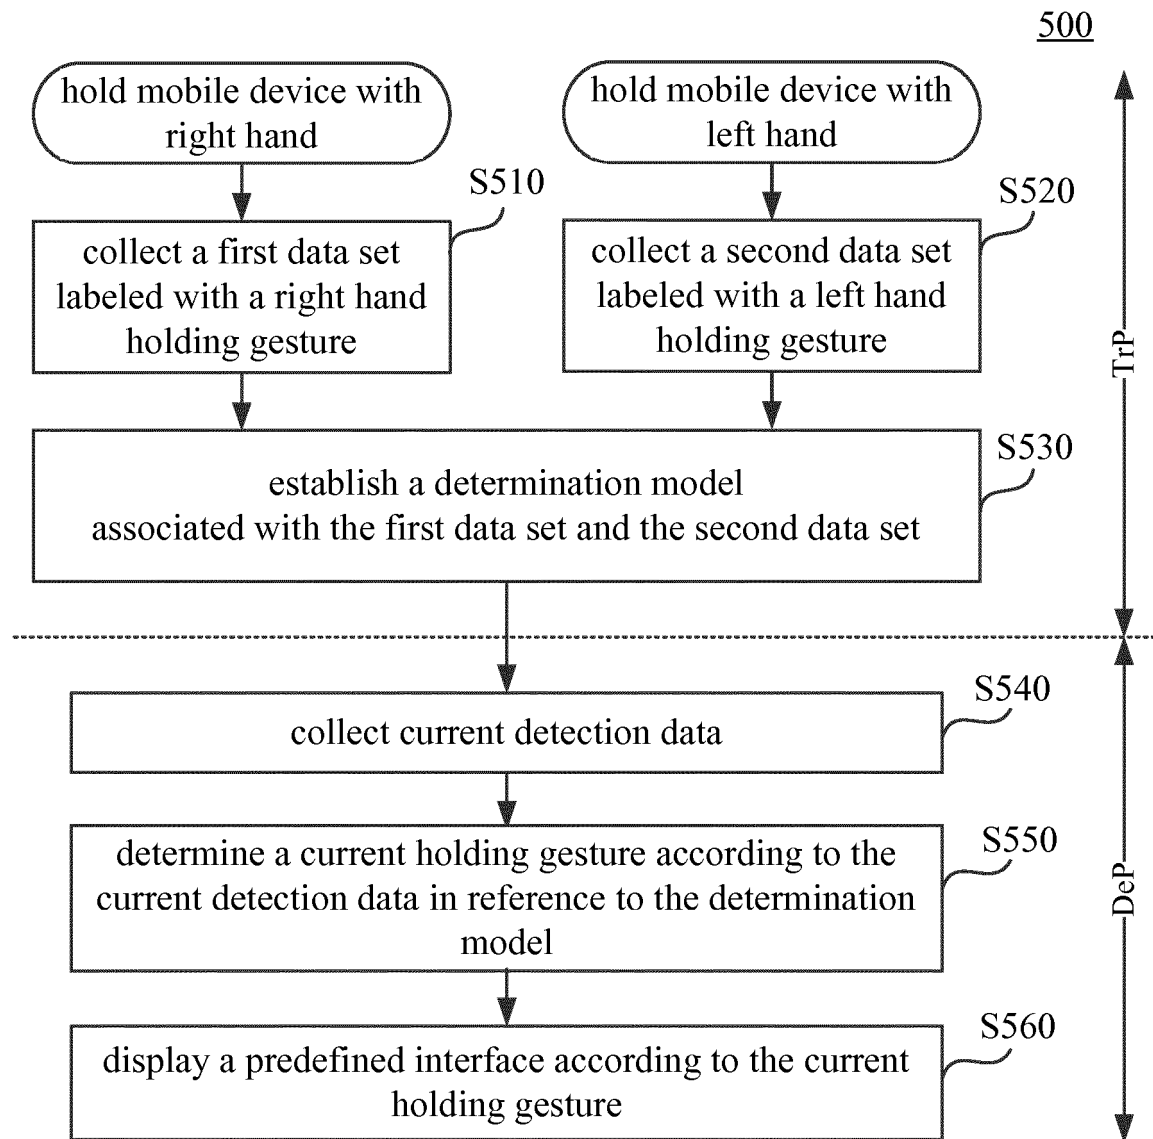 500
hold mobile device with
right hand
hold mobile device with
left hand
S510
S520
collect a first data set
labeled with a right hand
holding gesture
collect a second data set
labeled with a left hand
holding gesture
TrP
S530
establish a determination model
associated with the first data set and the second data set
S540
collect current detection data
S550
determine a current holding gesture according to the
current detection data in reference to the determination
model
DeP
S560
display a predefined interface according to the current
holding gesture